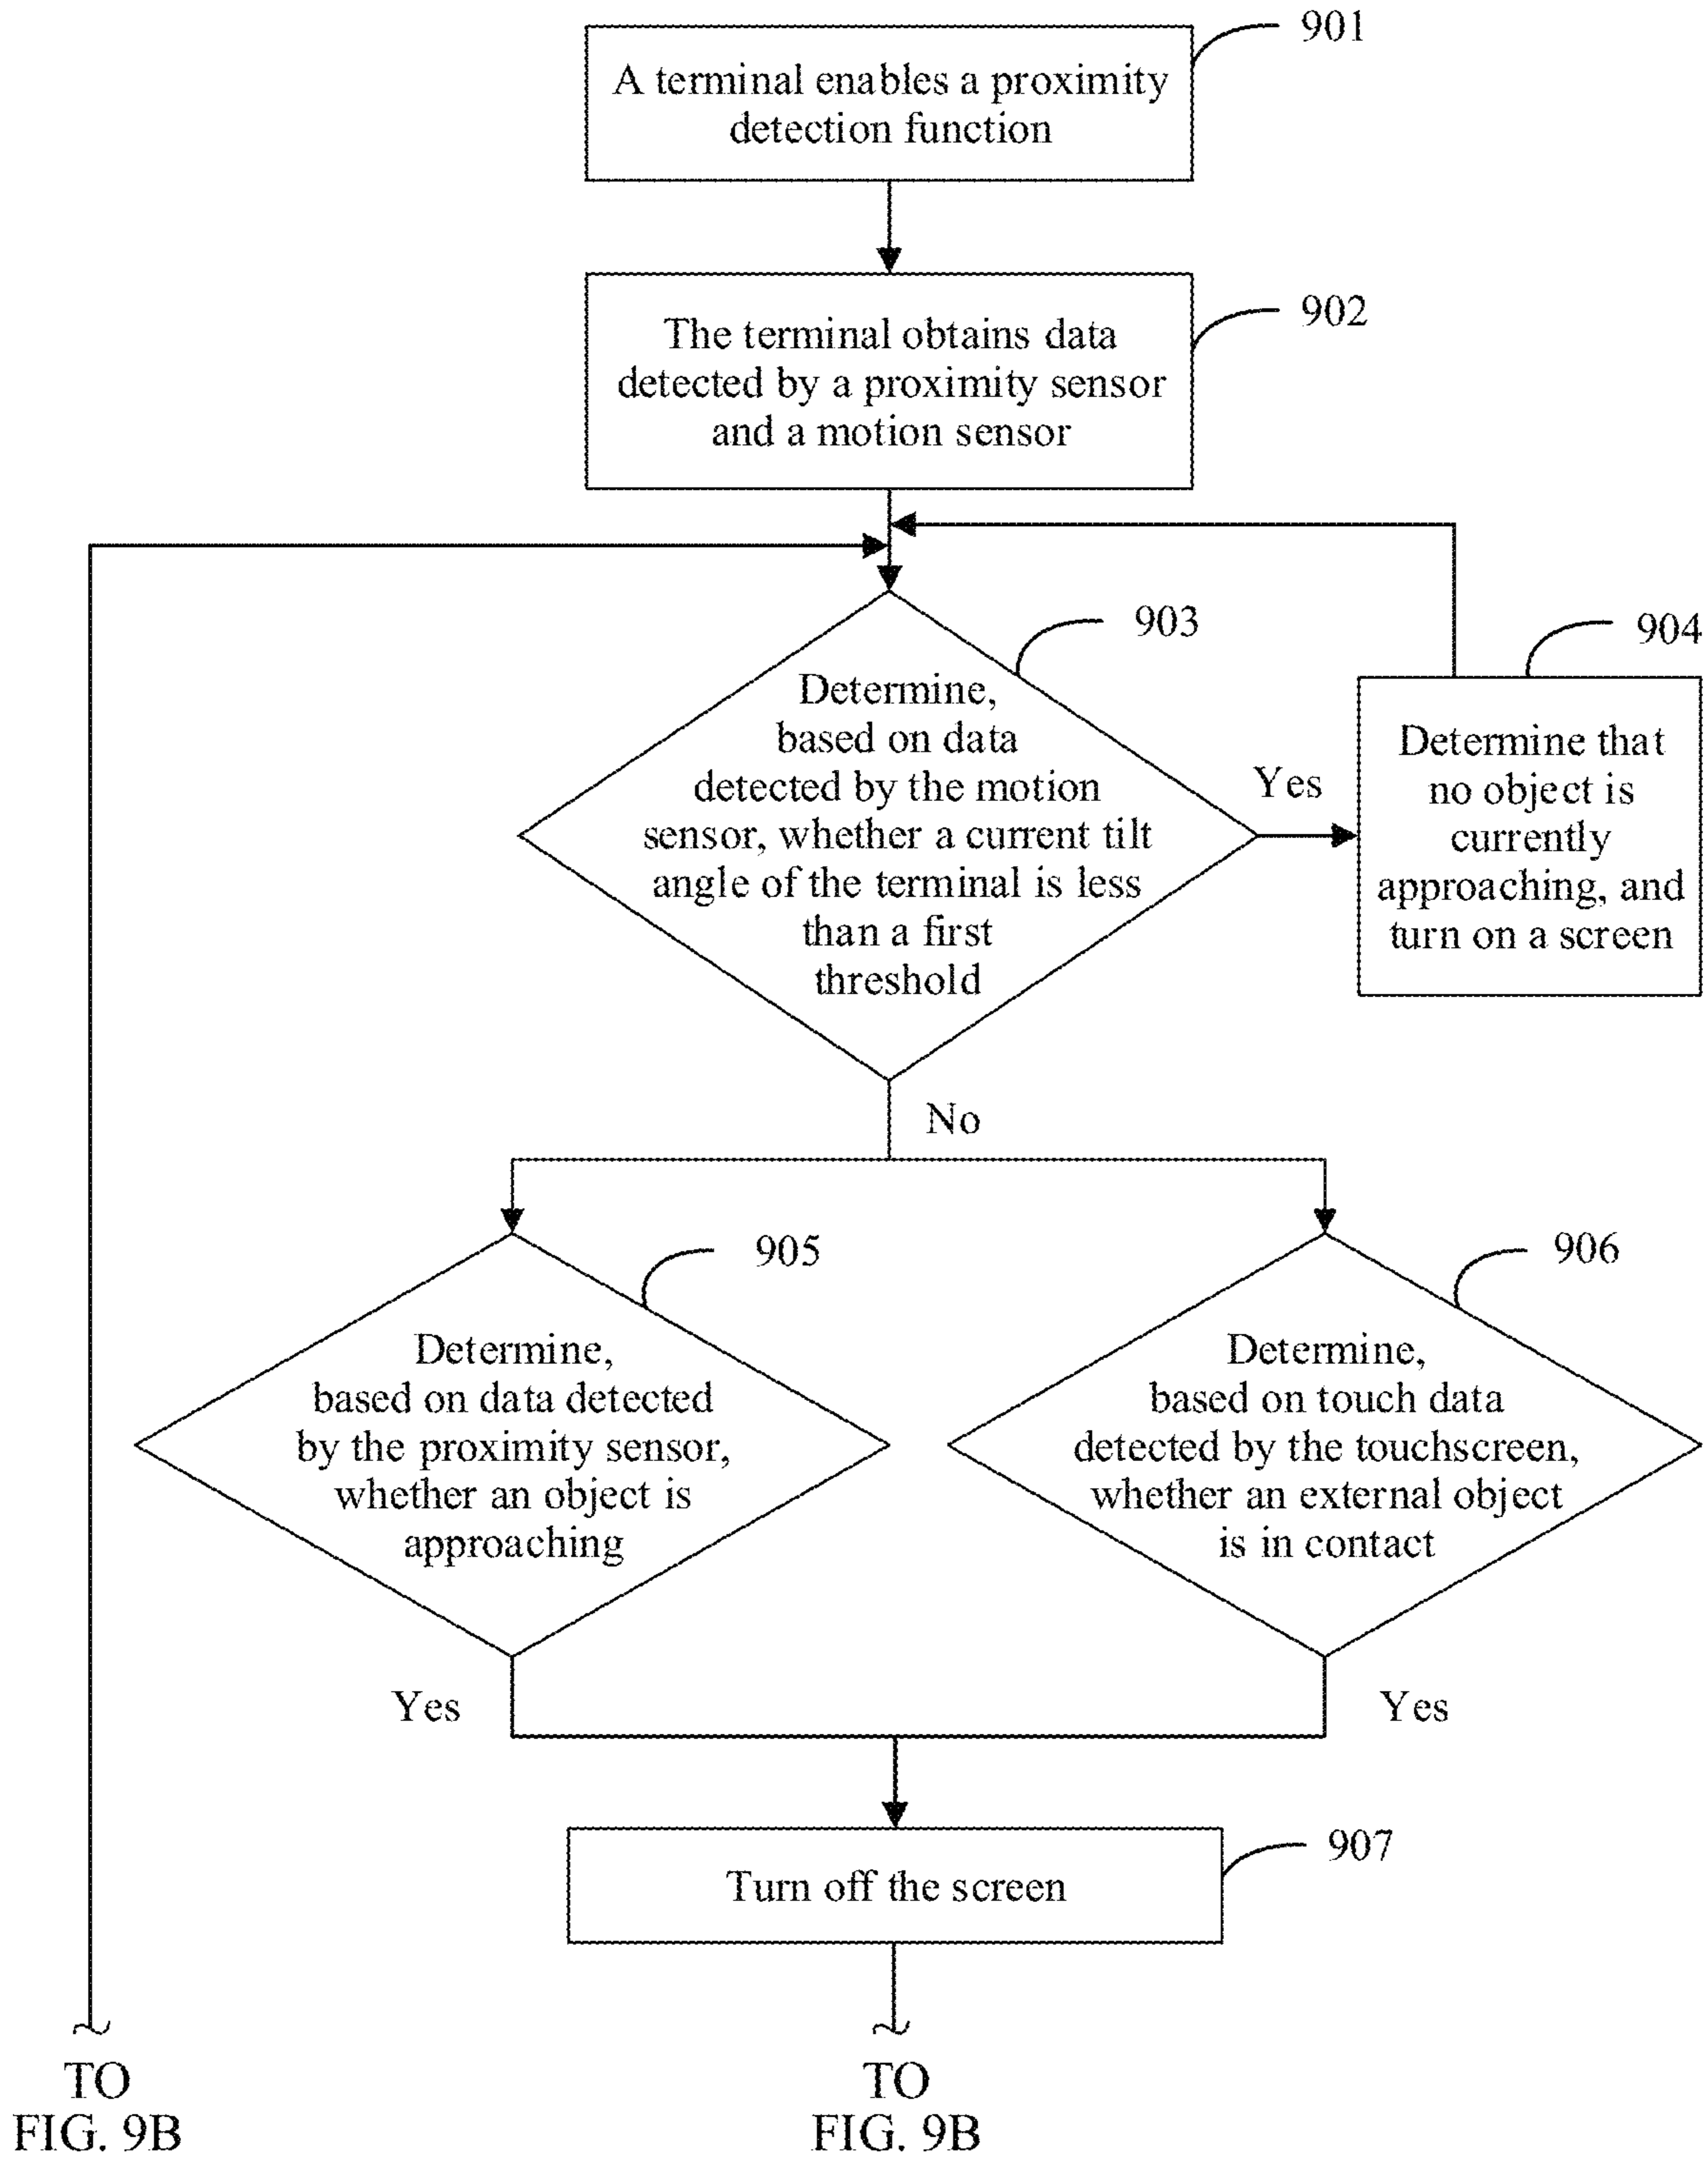 901
A terminal enables a proximity
detection function
902
The terminal obtains data
detected by a proximity sensor
and a motion sensor
903
Determine,
based on data
detected by the motion
sensor, whether a current tilt
angle of the terminal is less
than a first
threshold
Yes
904
Determine that
no object is
currently
approaching, and
turn on a screen
No
905
Determine,
based on data detected
by the proximity sensor,
whether an object is
approaching
906
Determine,
based on touch data
detected by the touchscreen,
whether an external object
is in contact
Yes
Yes
907
Turn off the screen
TO
FIG. 9B
TO
FIG. 9B